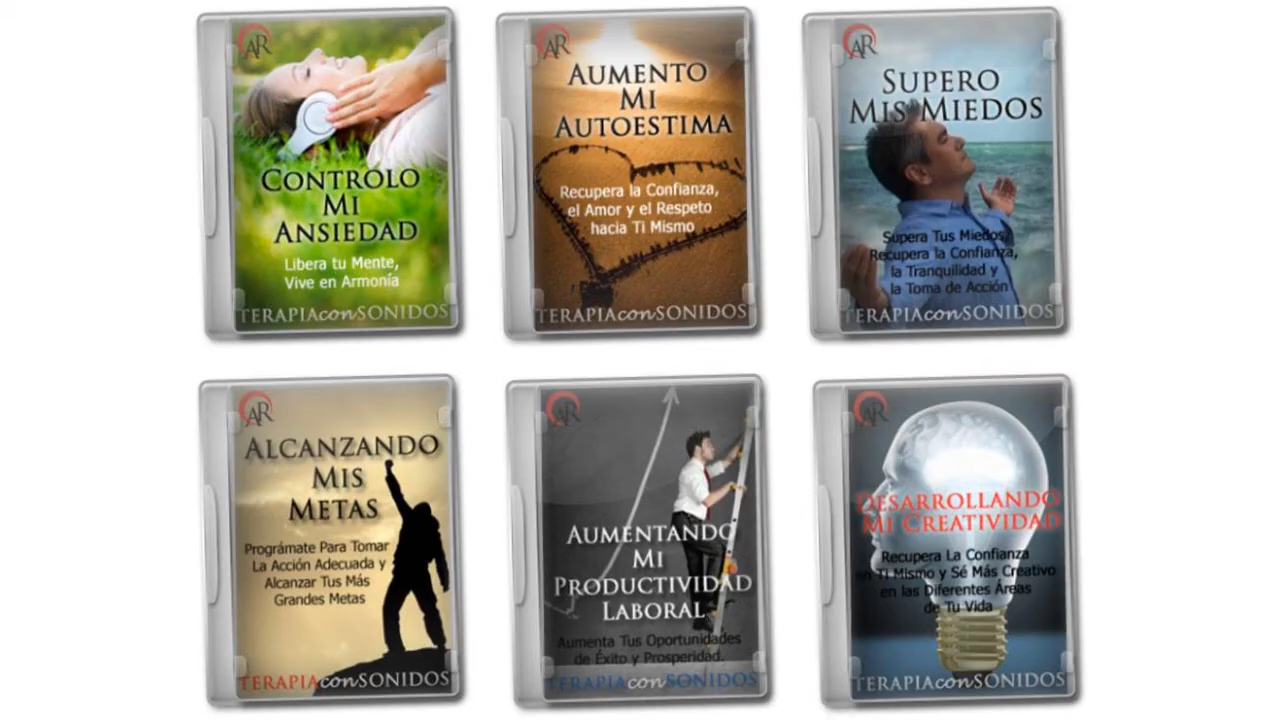 AR
CONTROLO
MI
ANSIEDAD
Libera tu Mente,
Vive en Armonía
TERAPIAconSONIDOS
AR
AUMENTO
MI
AUTOESTIMA
Recupera la Confianza,
el Amor y el Respeto
hacia Ti Mismo
TERAPIAconSONIDOS
AR
SUPERO
MIS MIEDOS
Supera Tus Miedos,
Recupera la Confianza,
la Tranquilidad y
la Toma de Acción
TERAPIAconSONIDOS
AR
ALCANZANDO
MIS
METAS
Prográmate Para Tomar
La Acción Adecuada y
Alcanzar Tus Más
Grandes Metas
TERAPIAconSONIDOS
AR
AUMENTANDO
MI
PRODUCTIVIDAD
LABORAL
Aumenta Tus Oportunidades
de Éxito y Prosperidad.
TERAPIAconSONIDOS
AR
DESARROLLANDO
MI CREATIVIDAD
Recupera La Confianza
en Ti Mismo y Sé Más Creativo
en las Diferentes Áreas
de Tu Vida
TERAPIAconSONIDOS